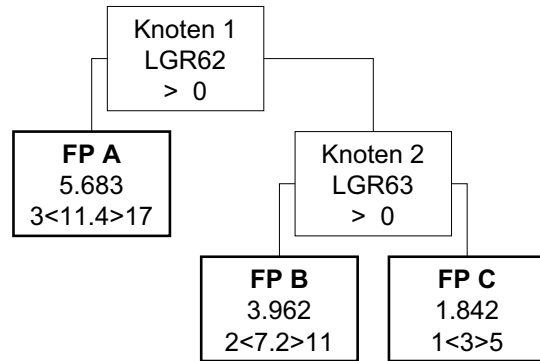 Knoten 1
LGR62
> 0
FP A
5.683
3<11.4>17
Knoten 2
LGR63
> 0
FP B
3.962
2<7.2>11
FP C
1.842
1<3>5